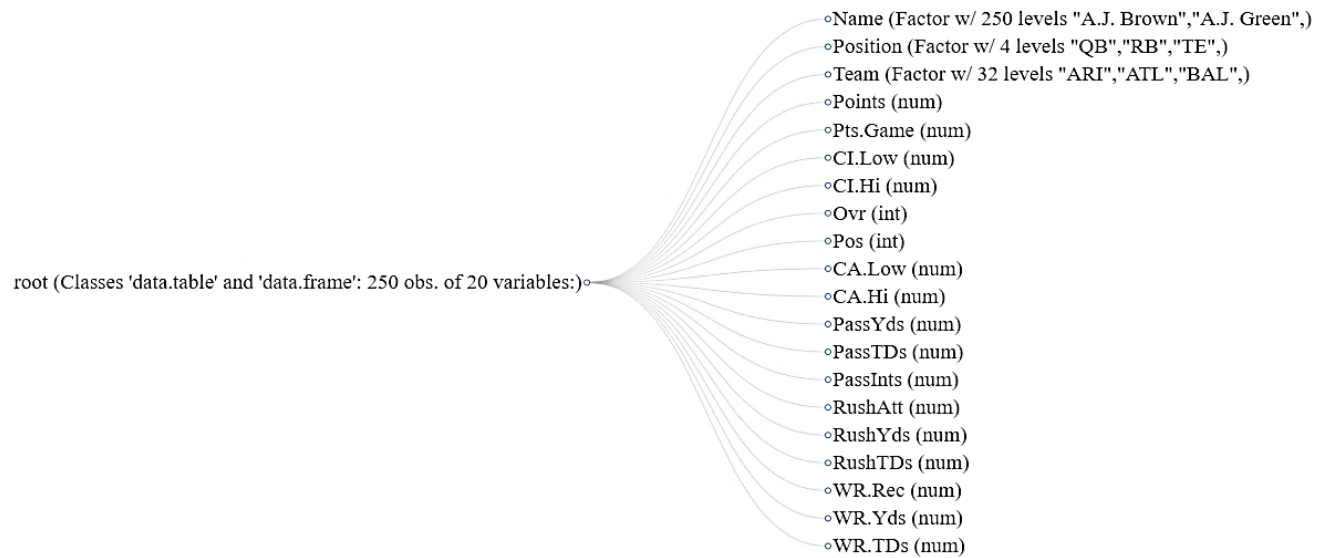 Name (Factor w/ 250 levels "A.J. Brown","A.J. Green",)
Position (Factor w/ 4 levels "QB","RB","TE",)
Team (Factor w/ 32 levels "ARI","ATL","BAL",)
Points (num)
Pts.Game (num)
CI.Low (num)
CI.Hi (num)
Ovr (int)
Pos (int)
CA.Low (num)
root (Classes 'data.table' and 'data.frame': 250 obs. of 20 variables:)
CA.Hi (num)
PassYds (num)
PassTDs (num)
PassInts (num)
RushAtt (num)
RushYds (num)
RushTDs (num)
WR.Rec (num)
WR.Yds (num)
WR.TDs (num)